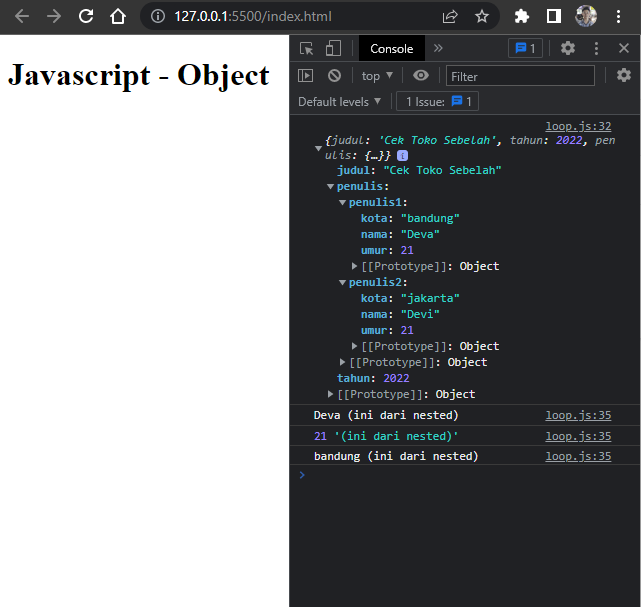 127.0.0.1:5500/index.html
Javascript - Object
Console
1
top
Filter
Default levels
1 Issue: 1
loop.js:32
{judul: 'Cek Toko Sebelah', tahun: 2022, pen
ulis: {…}} i
judul: "Cek Toko Sebelah"
penulis:
penulis1:
kota: "bandung"
nama: "Deva"
umur: 21
[[Prototype]]: Object
penulis2:
kota: "jakarta"
nama: "Devi"
umur: 21
[[Prototype]]: Object
[[Prototype]]: Object
tahun: 2022
[[Prototype]]: Object
Deva (ini dari nested) loop.js:35
21 '(ini dari nested)' loop.js:35
bandung (ini dari nested) loop.js:35